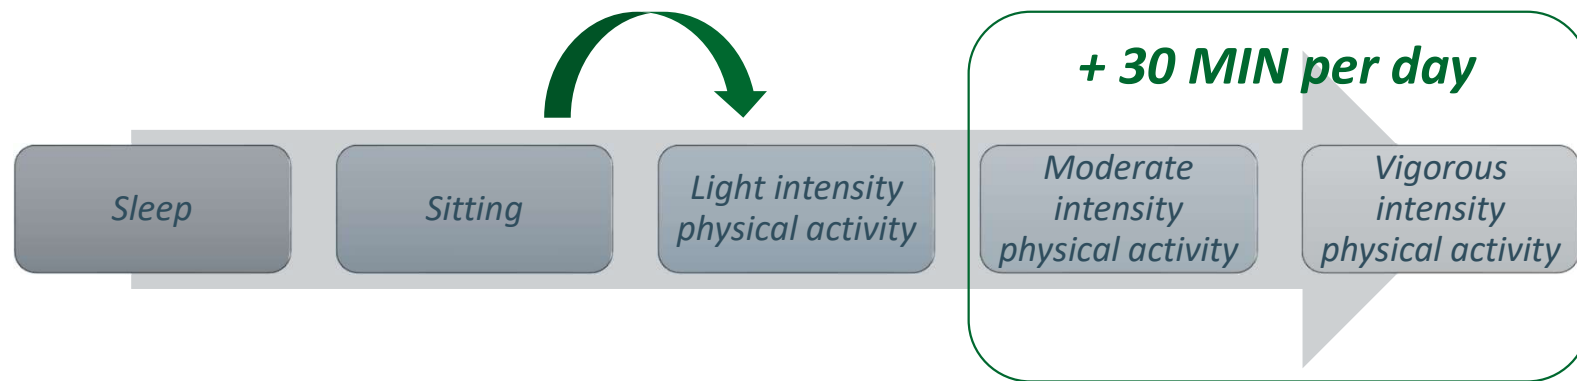 + 30 MIN per day
Sleep
Sitting
Light intensity
physical activity
Moderate
intensity
physical activity
Vigorous
intensity
physical activity